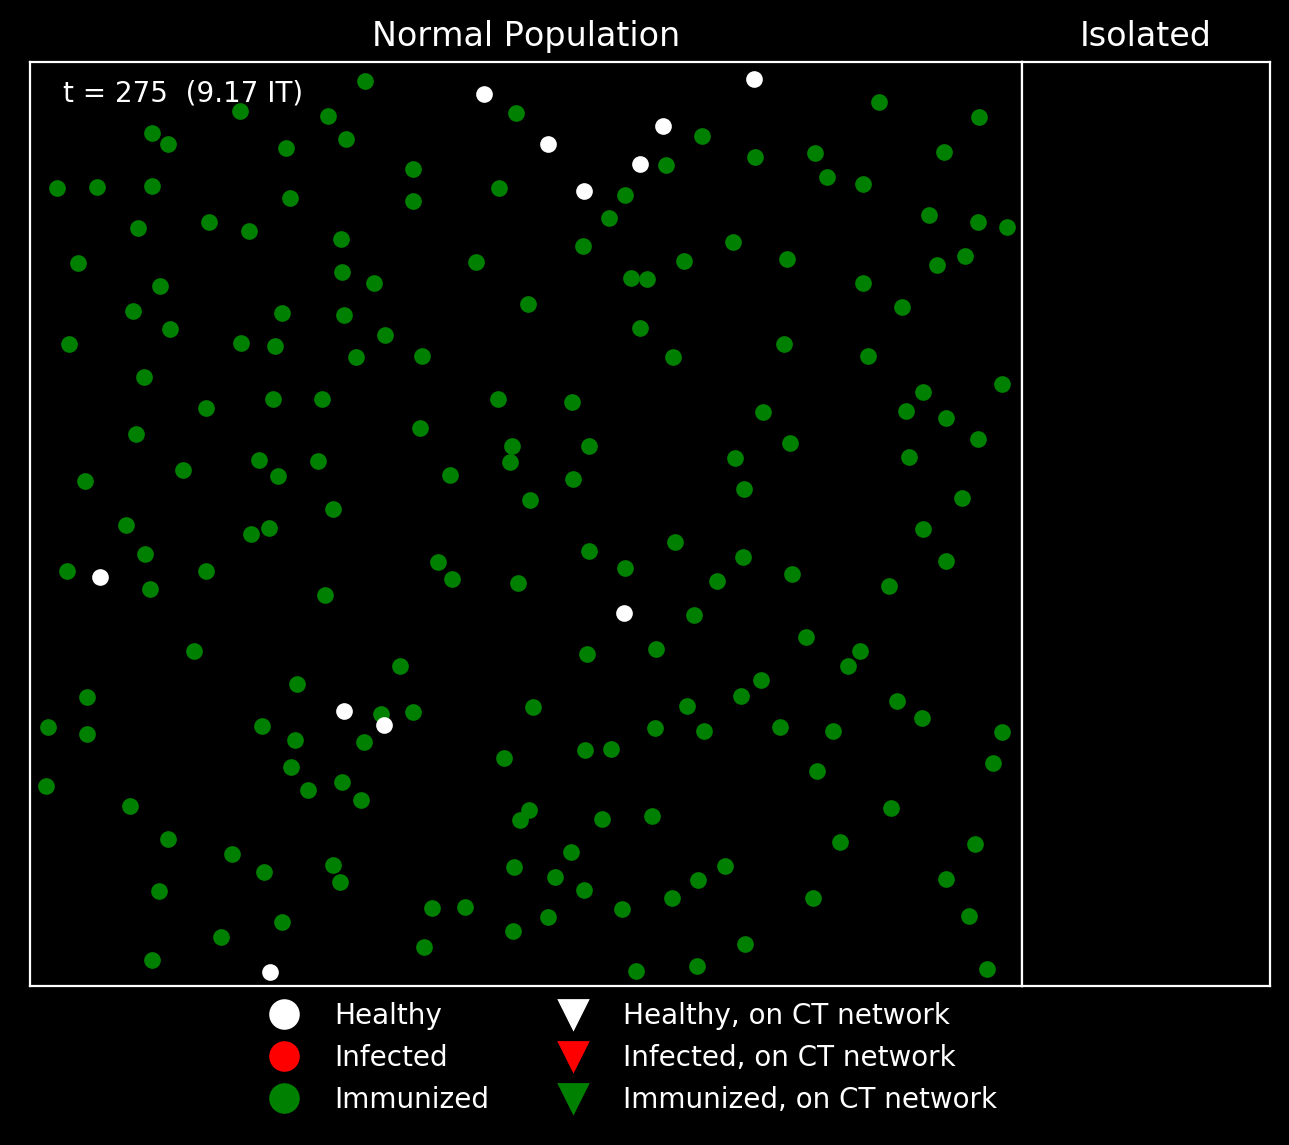 Normal Population
Isolated
t = 275  (9.17 IT)
Healthy
Infected
Immunized
Healthy, on CT network
Infected, on CT network
Immunized, on CT network